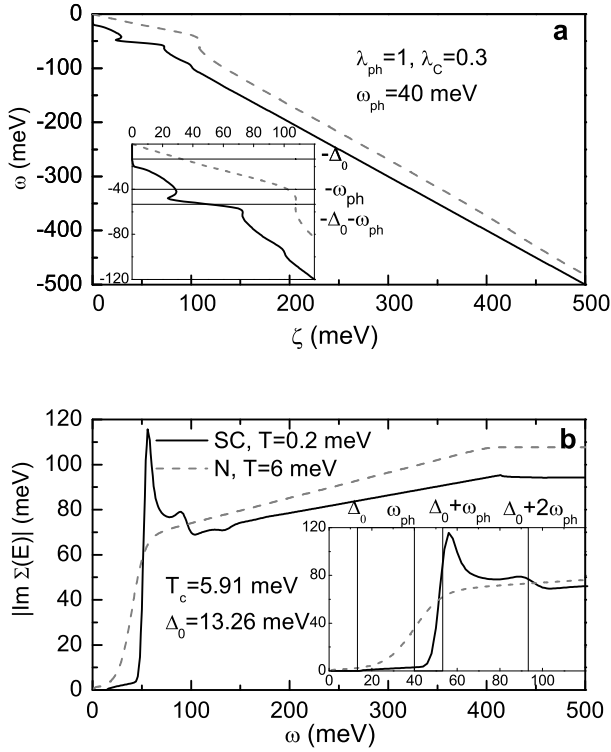 a
λph=1, λC=0.3
ωph=40 meV
0
-100
-200
-300
-400
-500
ω (meV)
0 20 40 60 80 100
0
-40
-80
-120
-Δ0
-ωph
-Δ0-ωph
0 100 200 300 400 500
ζ (meV)
b
SC, T=0.2 meV
N, T=6 meV
120
100
80
60
40
20
0
|Im Σ(E)| (meV)
Tc=5.91 meV
Δ0=13.26 meV
Δ0 ωph Δ0+ωph Δ0+2ωph
120
80
40
0
0 20 40 60 80 100
0 100 200 300 400 500
ω (meV)